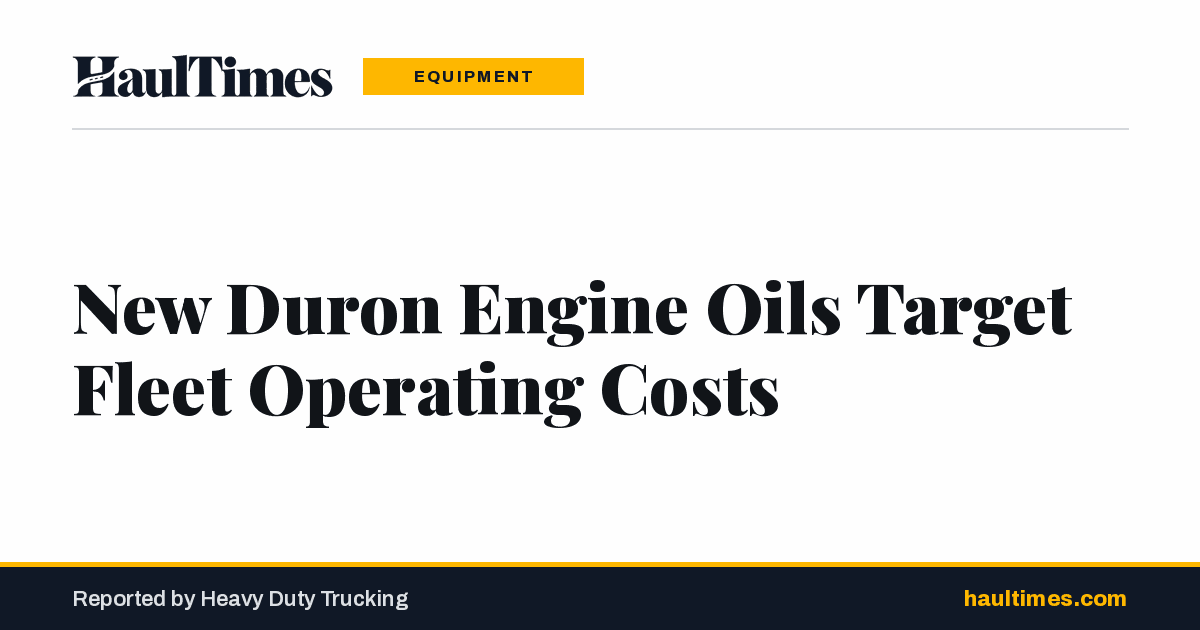 HaulTimes
EQUIPMENT
New Duron Engine Oils Target
Fleet Operating Costs
Reported by Heavy Duty Trucking
haultimes.com